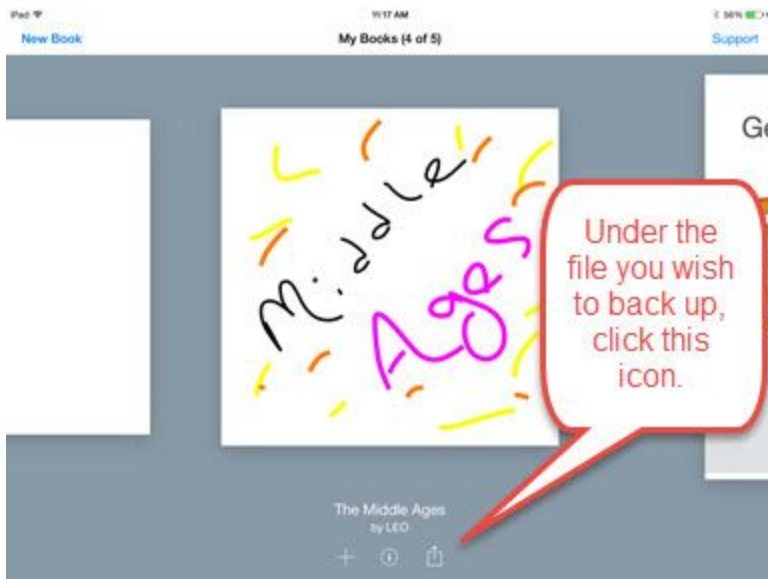 iPad
11:17 AM
56%
New Book
My Books (4 of 5)
Support
Middle
Ages
Ge
Under the
file you wish
to back up,
click this
icon.
The Middle Ages
by LEO